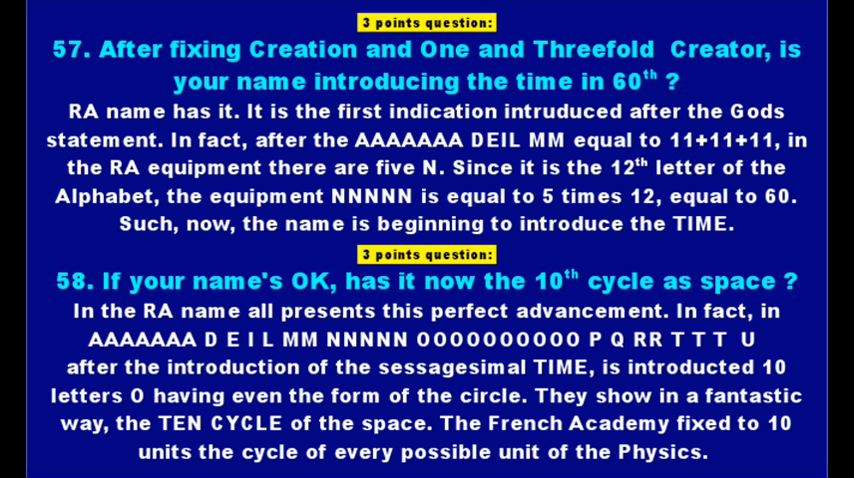 3 points question:
57. After fixing Creation and One and Threefold Creator, is
your name introducing the time in 60th ?
RA name has it. It is the first indication intruduced after the Gods
statement. In fact, after the AAAAAAA DEIL MM equal to 11+11+11, in
the RA equipment there are five N. Since it is the 12th letter of the
Alphabet, the equipment NNNNN is equal to 5 times 12, equal to 60.
Such, now, the name is beginning to introduce the TIME.
3 points question:
58. If your name's OK, has it now the 10th cycle as space ?
In the RA name all presents this perfect advancement. In fact, in
AAAAAAA D E I L MM NNNNN OOOOOOOOOO P Q RR T T T U
after the introduction of the sessagesimal TIME, is introducted 10
letters O having even the form of the circle. They show in a fantastic
way, the TEN CYCLE of the space. The French Academy fixed to 10
units the cycle of every possible unit of the Physics.